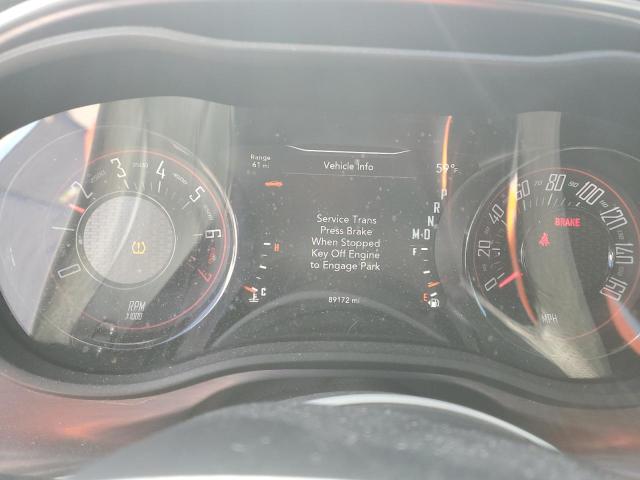 Range
61 mi
Vehicle Info
59°F
Service Trans
Press Brake
When Stopped
Key Off Engine
to Engage Park
89172 mi
P
R
N
M·D
H
C
F
E
0
2
3
4
5
6
7
RPM
X1000
0
20
40
60
80
100
120
140
160
BRAKE
MPH